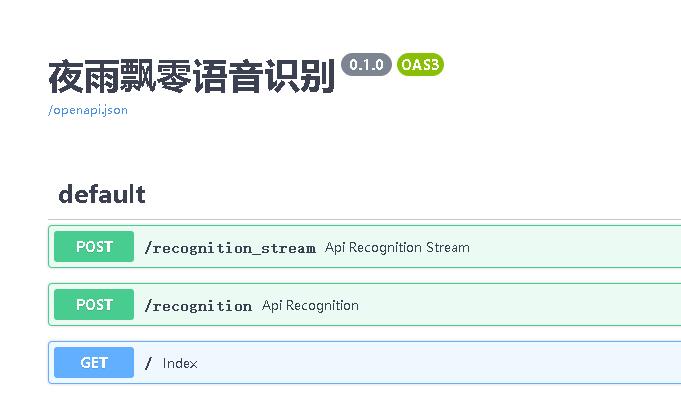 夜雨飘零语音识别 0.1.0 OAS3
/openapi.json
default
POST /recognition_stream Api Recognition Stream
POST /recognition Api Recognition
GET / Index